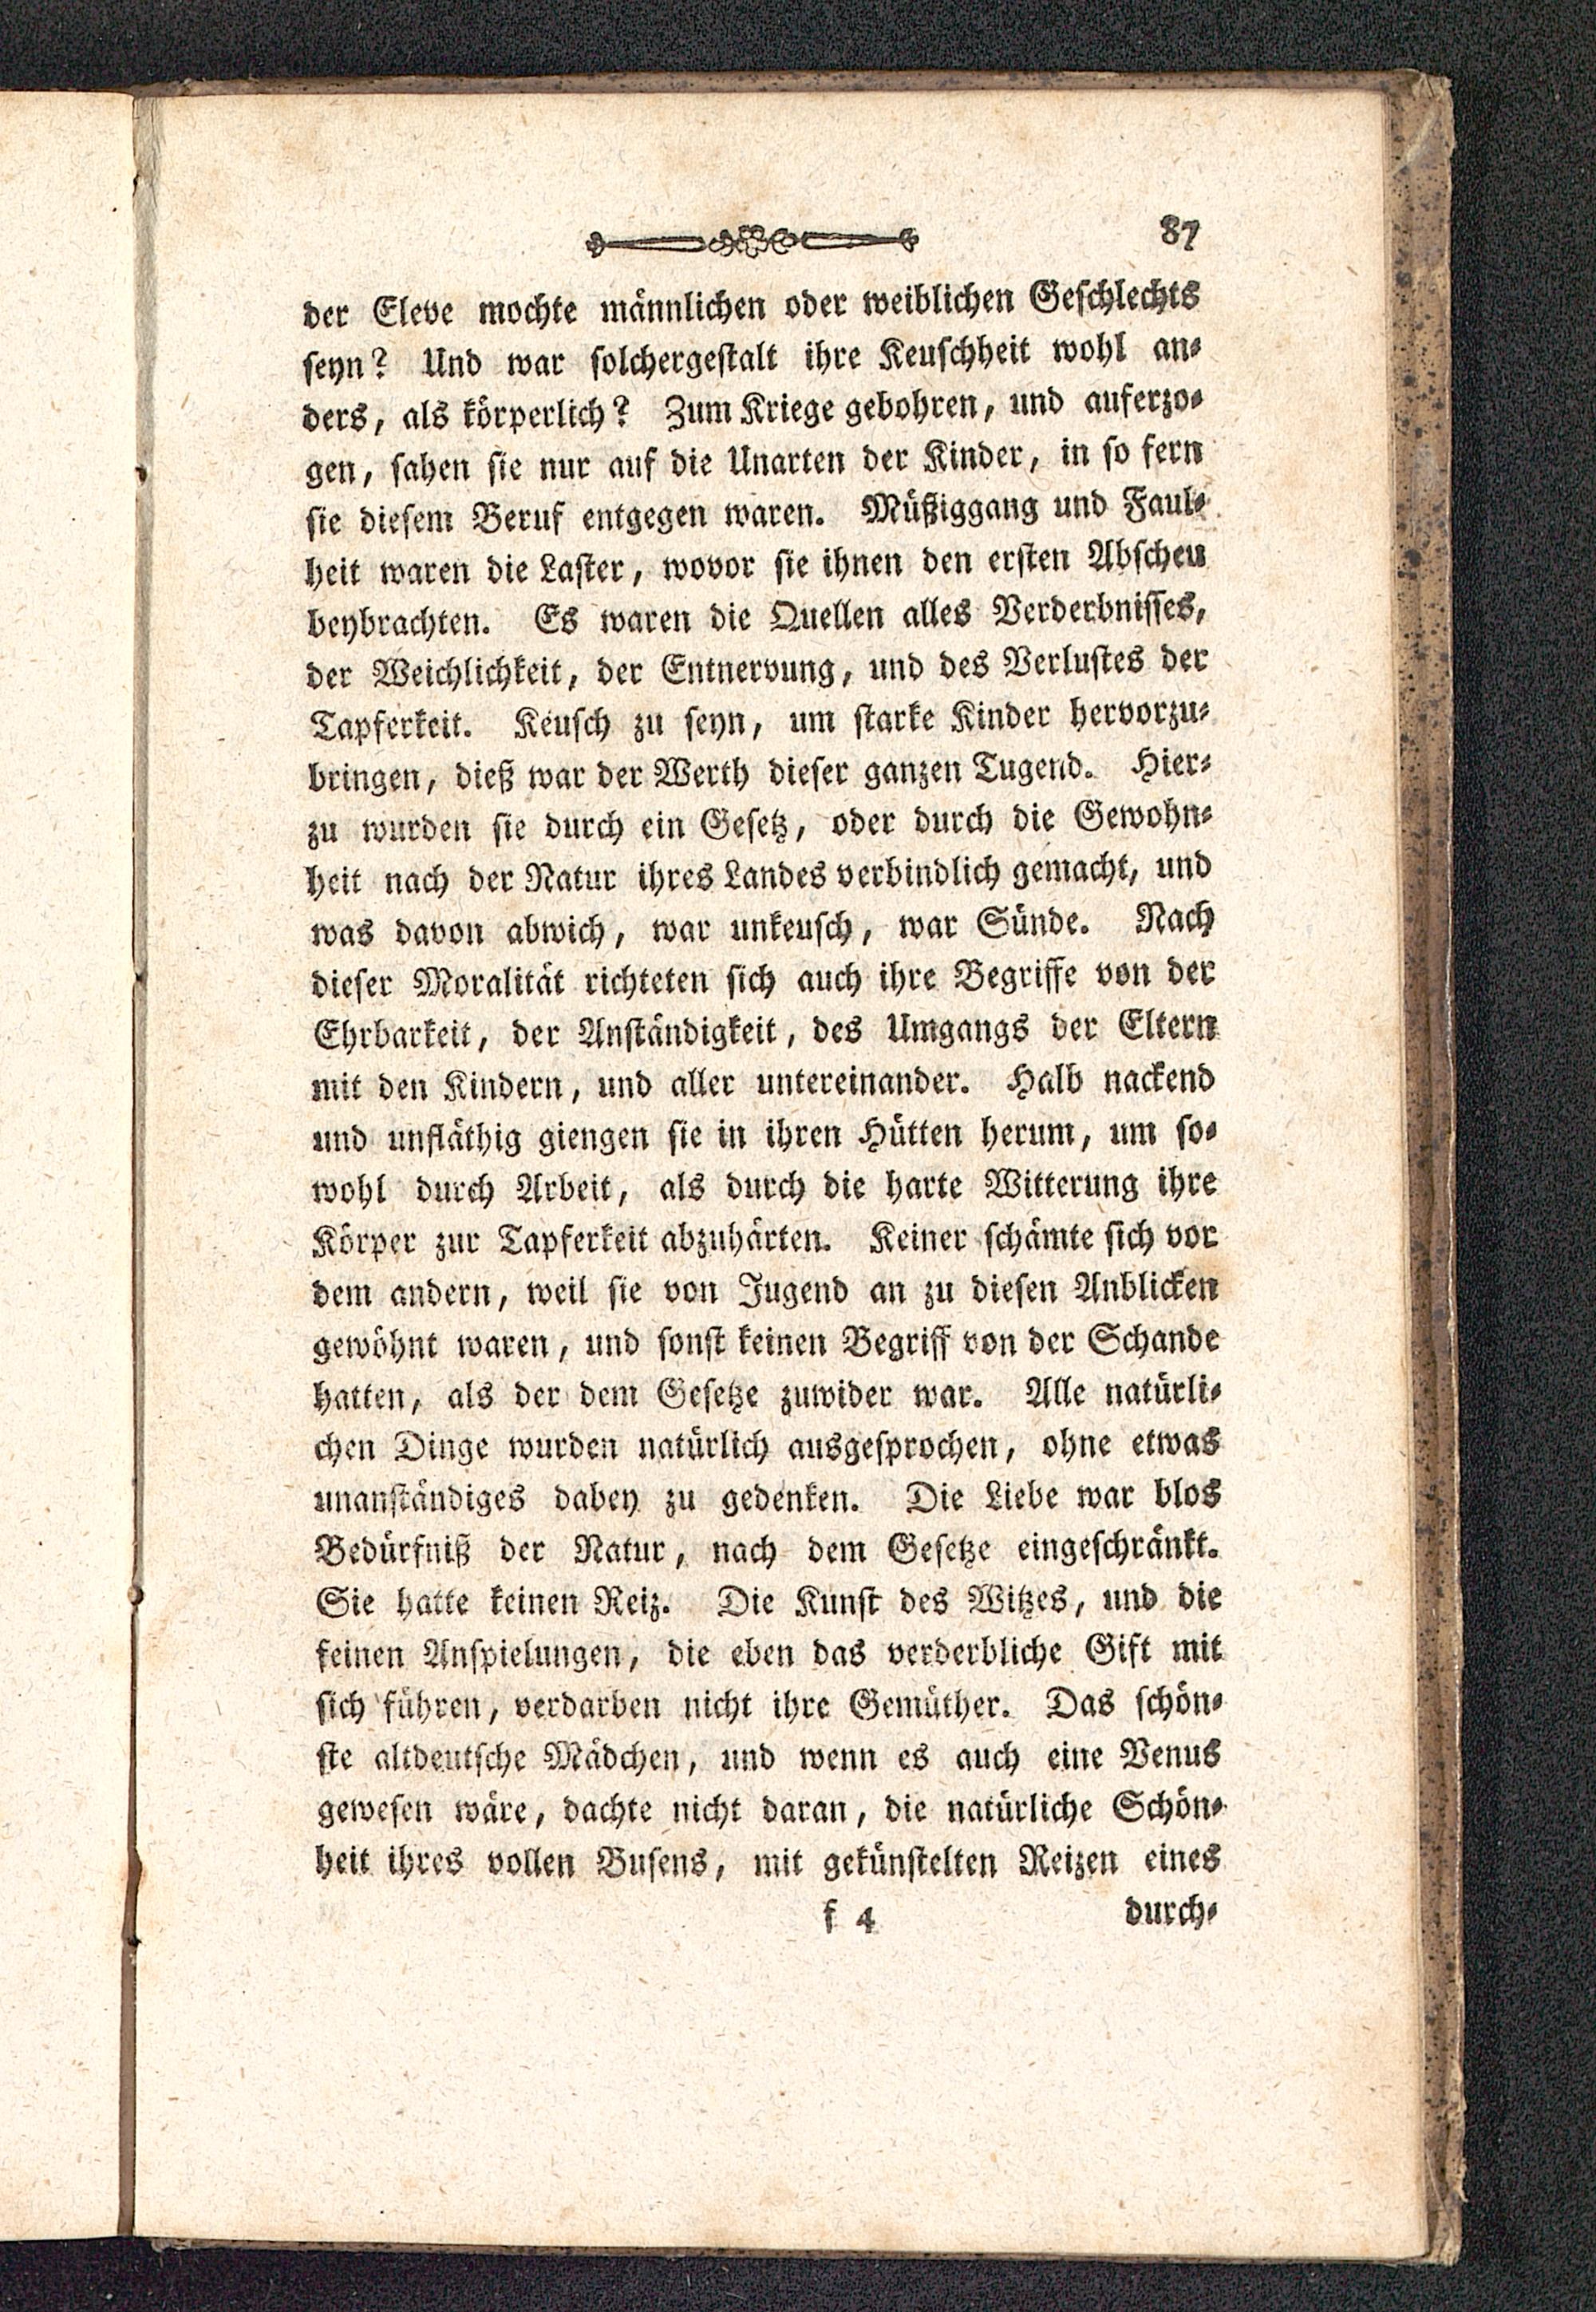 87
der Eleve mochte männlichen oder weiblichen Geschlechts
seyn? Und war solchergestalt ihre Keuschheit wohl an-
ders, als körperlich? Zum Kriege gebohren, und auferzo-
gen, sahen sie nur auf die Unarten der Kinder, in so fern
sie diesem Beruf entgegen waren. Müßiggang und Faul-
heit waren die Laster, wovor sie ihnen den ersten Abscheu
beybrachten. Es waren die Quellen alles Verderbnisses,
der Weichlichkeit, der Entnervung, und des Verlustes der
Tapferkeit. Keusch zu seyn, um starke Kinder hervorzu-
bringen, dieß war der Werth dieser ganzen Tugend. Hier-
zu wurden sie durch ein Gesetz, oder durch die Gewohn-
heit nach der Natur ihres Landes verbindlich gemacht, und
was davon abwich, war unkeusch, war Sünde. Nach
dieser Moralität richteten sich auch ihre Begriffe von der
Ehrbarkeit, der Anständigkeit, des Umgangs der Eltern
mit den Kindern, und aller untereinander. Halb nackend
und unfläthig giengen sie in ihren Hütten herum, um so-
wohl durch Arbeit, als durch die harte Witterung ihre
Körper zur Tapferkeit abzuhärten. Keiner schämte sich vor
dem andern, weil sie von Jugend an zu diesen Anblicken
gewöhnt waren, und sonst keinen Begriff von der Schande
hatten, als der dem Gesetze zuwider war. Alle natürli-
chen Dinge wurden natürlich ausgesprochen, ohne etwas
unanständiges dabey zu gedenken. Die Liebe war blos
Bedürfniß der Natur, nach dem Gesetze eingeschränkt.
Sie hatte keinen Reiz. Die Kunst des Witzes, und die
feinen Anspielungen, die eben das verderbliche Gift mit
sich führen, verdarben nicht ihre Gemüther. Das schön-
ste altdeutsche Mädchen, und wenn es auch eine Venus
gewesen wäre, dachte nicht daran, die natürliche Schön-
heit ihres vollen Busens, mit gekünstelten Reizen eines
f 4 durch-